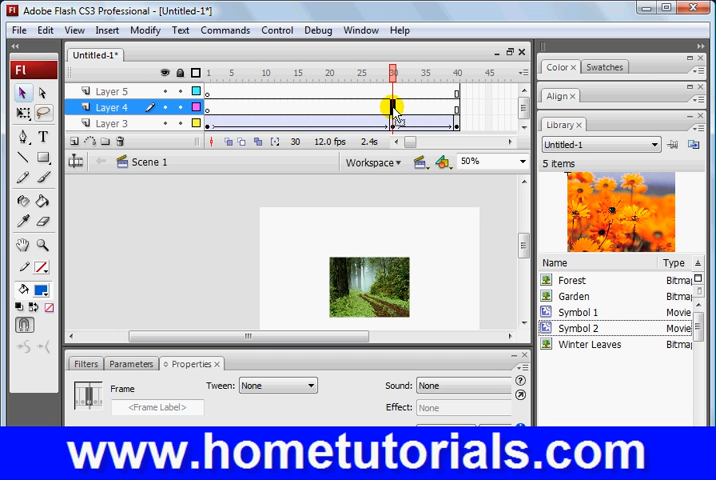 Adobe Flash CS3 Professional - [Untitled-1*]
File Edit View Insert Modify Text Commands Control Debug Window Help
Fl
Untitled-1*
1 5 10 15 20 25 30 35 40 45
Layer 5
Layer 4
Layer 3
30 12.0 fps 2.4s
Scene 1 Workspace 50%
Filters Parameters Properties
Frame Tween: None Sound: None
<Frame Label> Effect: None
Color Swatches
Align
Library
Untitled-1
5 items
Name Type
Forest Bitma
Garden Bitma
Symbol 1 Movie
Symbol 2 Movie
Winter Leaves Bitma
www.hometutorials.com